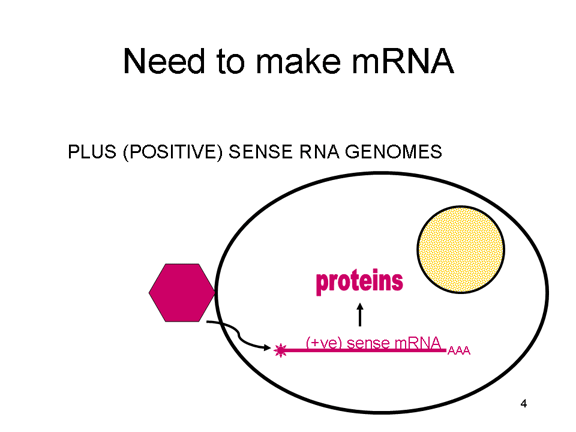 Need to make mRNA
PLUS (POSITIVE) SENSE RNA GENOMES
proteins
(+ve) sense mRNA
AAA
4